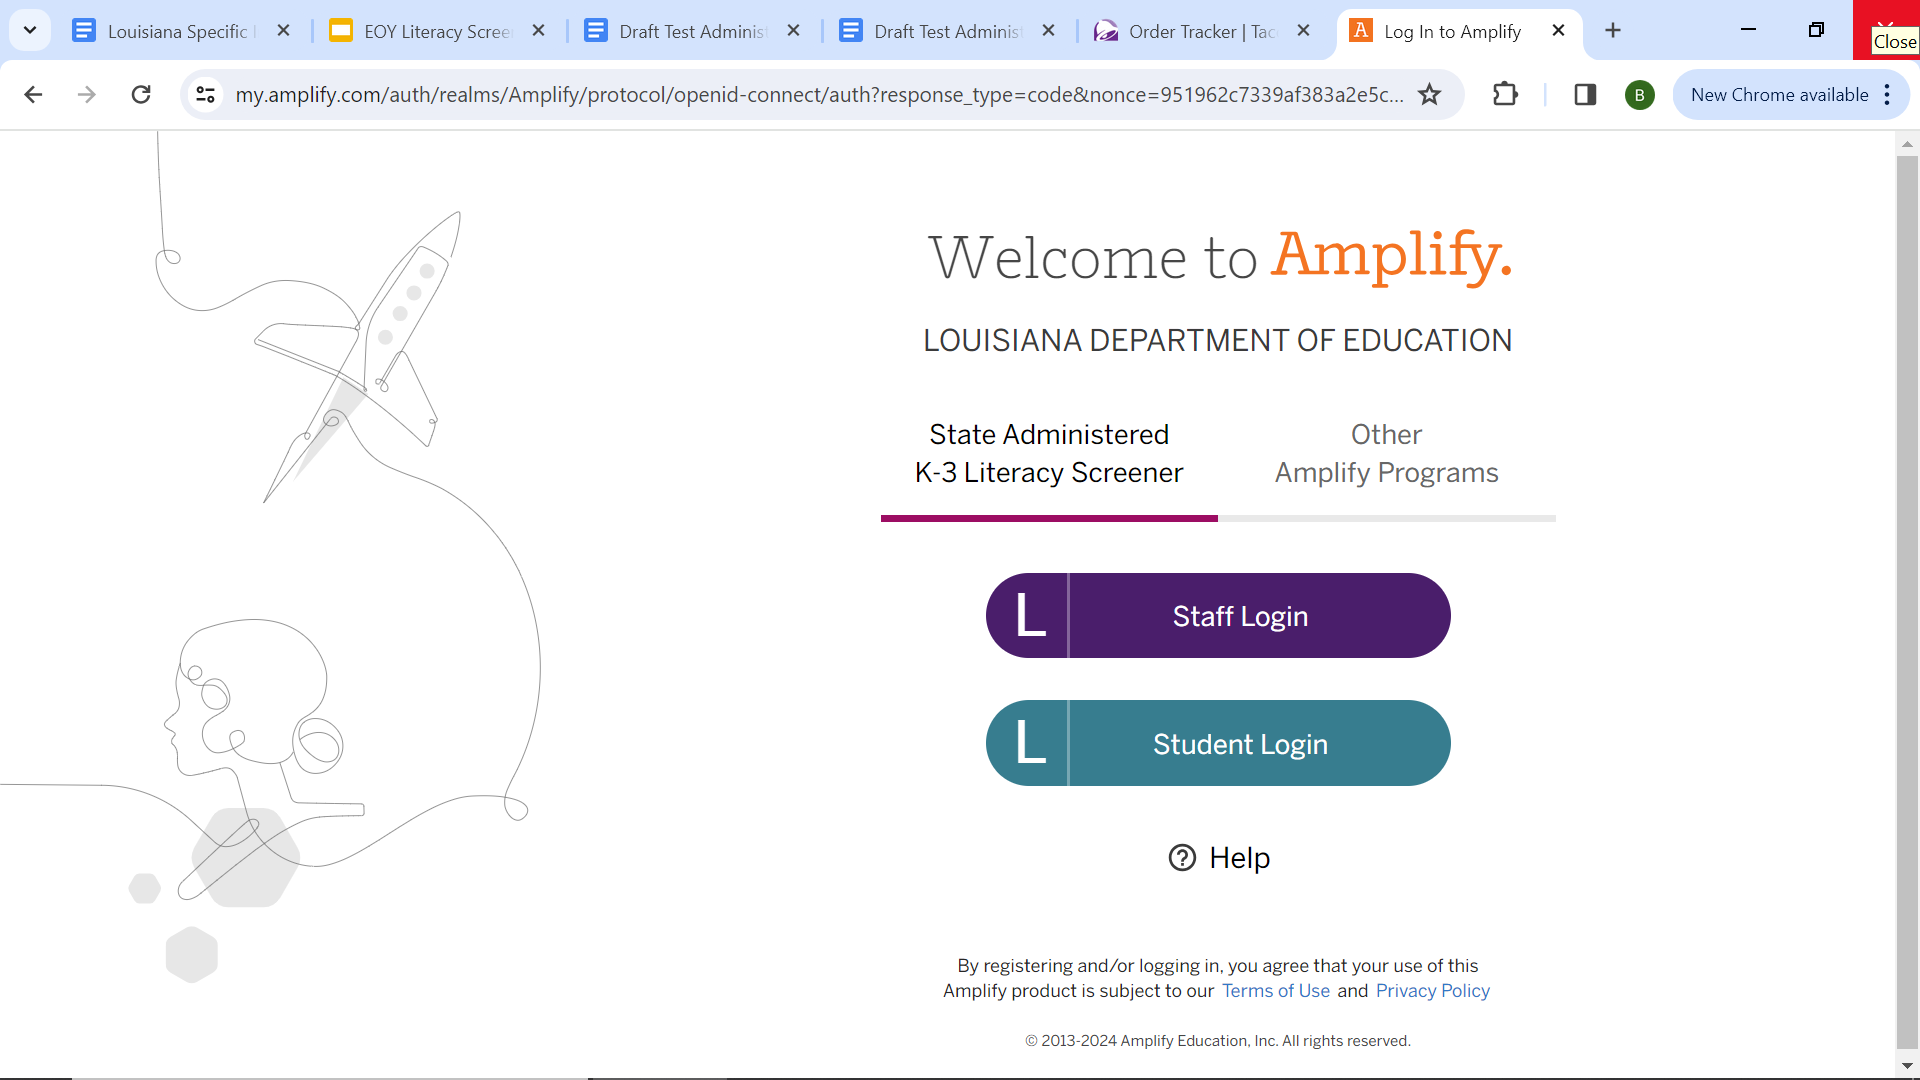 Louisiana Specific
EOY Literacy Scree
Draft Test Adminis
Draft Test Adminis
Order Tracker | Tac
Log In to Amplify
Close
my.amplify.com/auth/realms/Amplify/protocol/openid-connect/auth?response_type=code&nonce=951962c7339af383a2e5c...
B
New Chrome available
Welcome to Amplify.
LOUISIANA DEPARTMENT OF EDUCATION
State Administered
K-3 Literacy Screener
Other
Amplify Programs
L Staff Login
L Student Login
Help
By registering and/or logging in, you agree that your use of this
Amplify product is subject to our Terms of Use and Privacy Policy
© 2013-2024 Amplify Education, Inc. All rights reserved.